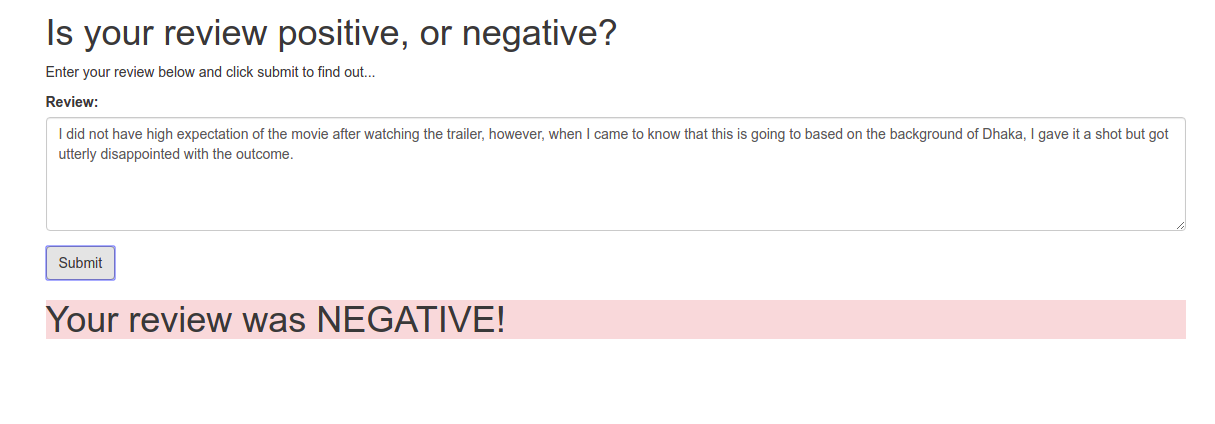 Is your review positive, or negative?
Enter your review below and click submit to find out...
Review:
I did not have high expectation of the movie after watching the trailer, however, when I came to know that this is going to based on the background of Dhaka, I gave it a shot but got
utterly disappointed with the outcome.
Submit
Your review was NEGATIVE!